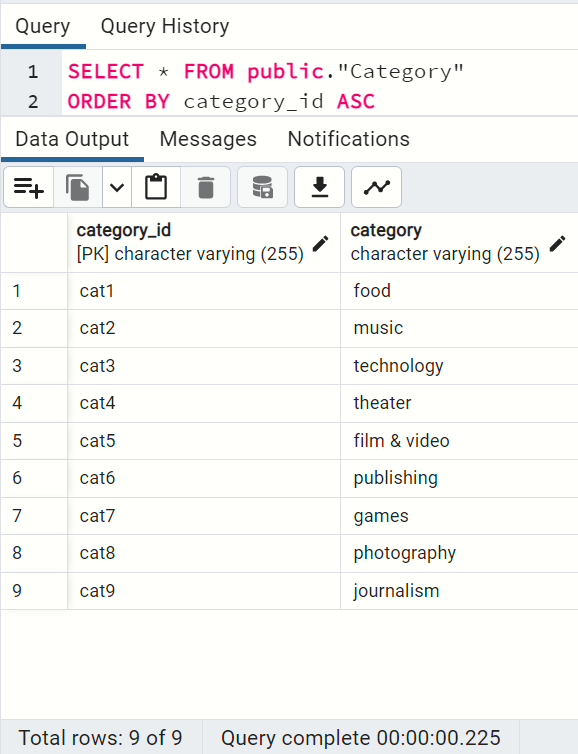 Query Query History
1 SELECT * FROM public."Category"
2 ORDER BY category_id ASC
Data Output Messages Notifications
category_id category
[PK] character varying (255) character varying (255)
1 cat1 food
2 cat2 music
3 cat3 technology
4 cat4 theater
5 cat5 film & video
6 cat6 publishing
7 cat7 games
8 cat8 photography
9 cat9 journalism
Total rows: 9 of 9 Query complete 00:00:00.225